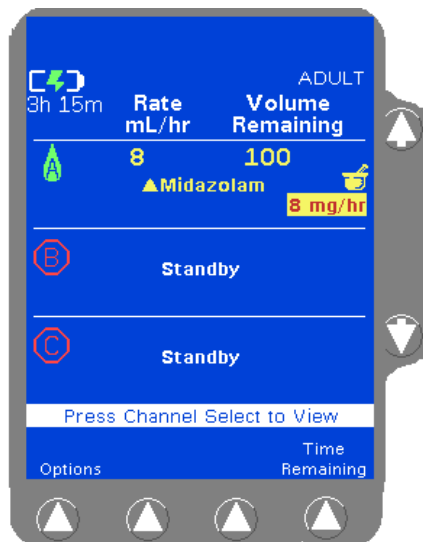 ADULT
3h 15m
Rate mL/hr
Volume Remaining
A
8
100
▲Midazolam
8 mg/hr
B
Standby
C
Standby
Press Channel Select to View
Options
Time Remaining